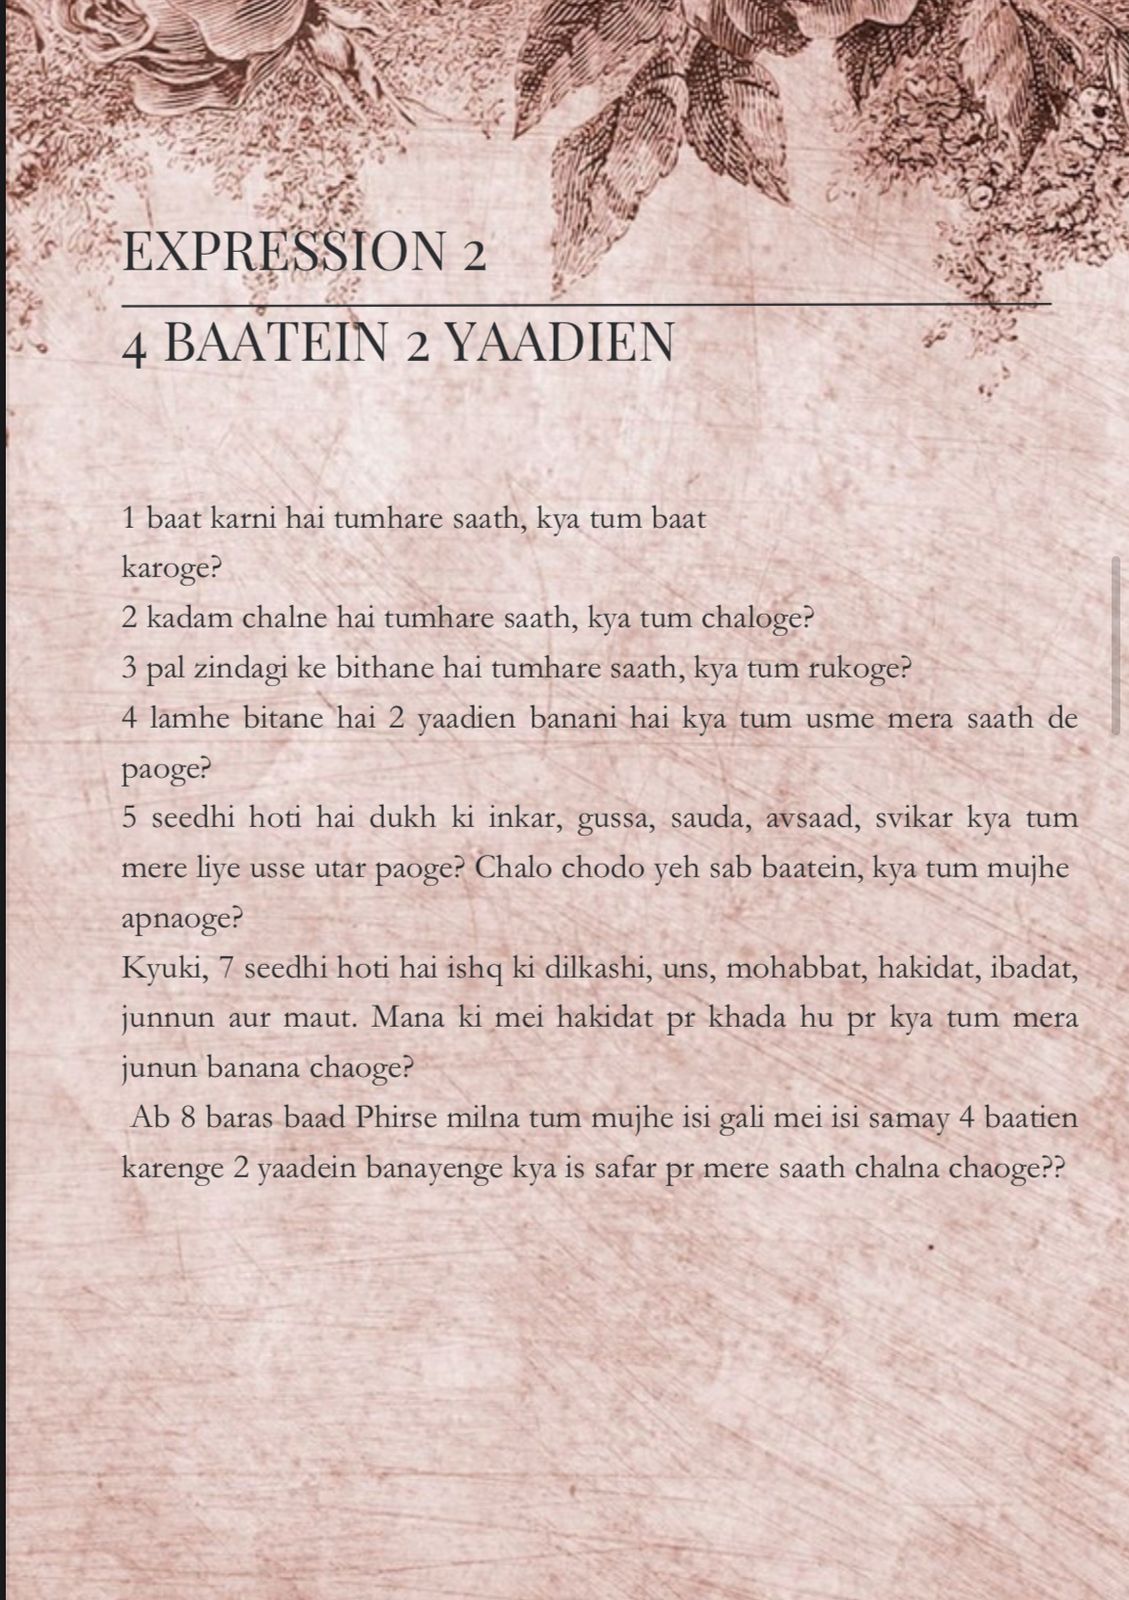 EXPRESSION 2
4 BAATEIN 2 YAADIEN
1 baat karni hai tumhare saath, kya tum baat
karoge?
2 kadam chalne hai tumhare saath, kya tum chaloge?
3 pal zindagi ke bithane hai tumhare saath, kya tum rukoge?
4 lamhe bitane hai 2 yaadien banani hai kya tum usme mera saath de
paoge?
5 seedhi hoti hai dukh ki inkar, gussa, sauda, avsaad, svikar kya tum
mere liye usse utar paoge? Chalo chodo yeh sab baatein, kya tum mujhe
apnaoge?
Kyuki, 7 seedhi hoti hai ishq ki dilkashi, uns, mohabbat, hakidat, ibadat,
junnun aur maut. Mana ki mei hakidat pr khada hu pr kya tum mera
junun banana chaoge?
Ab 8 baras baad Phirse milna tum mujhe isi gali mei isi samay 4 baatien
karenge 2 yaadein banayenge kya is safar pr mere saath chalna chaoge??